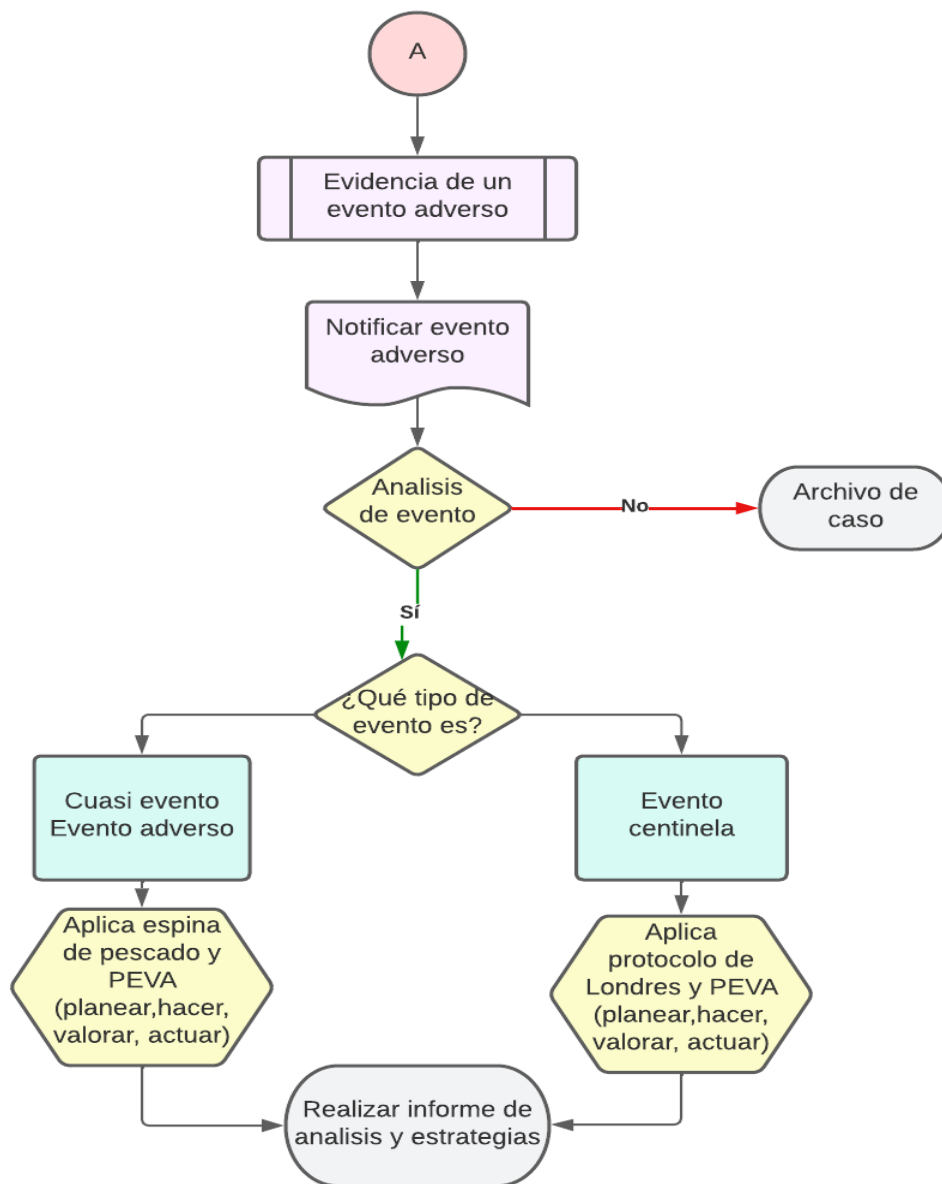 A
Evidencia de un
evento adverso
Notificar evento
adverso
Analisis
de evento
No
Archivo de
caso
Sí
¿Qué tipo de
evento es?
Cuasi evento
Evento adverso
Evento
centinela
Aplica espina
de pescado y
PEVA
(planear,hacer,
valorar, actuar)
Aplica
protocolo de
Londres y PEVA
(planear,hacer,
valorar, actuar)
Realizar informe de
analisis y estrategias